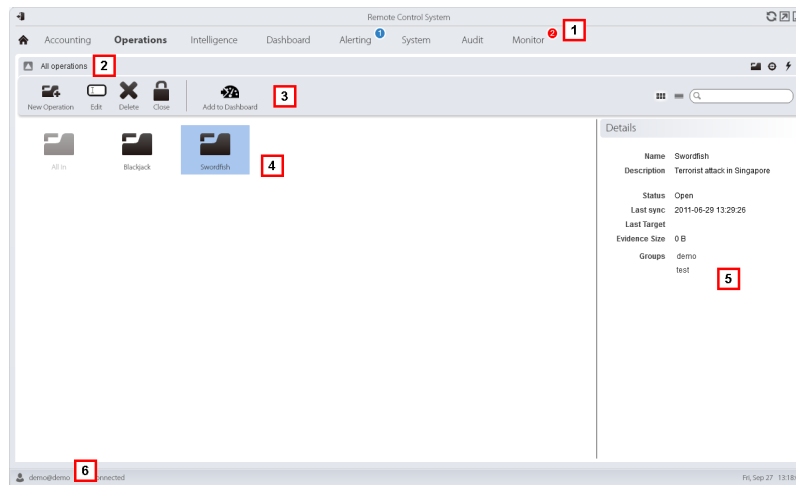 Remote Control System
Accounting Operations Intelligence Dashboard Alerting 1 System Audit Monitor 2 1
All operations 2
New Operation Edit Delete Close Add to Dashboard 3
Details
All In Blackjack Swordfish 4
Name Swordfish
Description Terrorist attack in Singapore
Status Open
Last sync 2011-06-29 13:29:26
Last Target
Evidence Size 0 B
Groups demo
test
5
demo@demo 6 nnected Fri, Sep 27 13:18